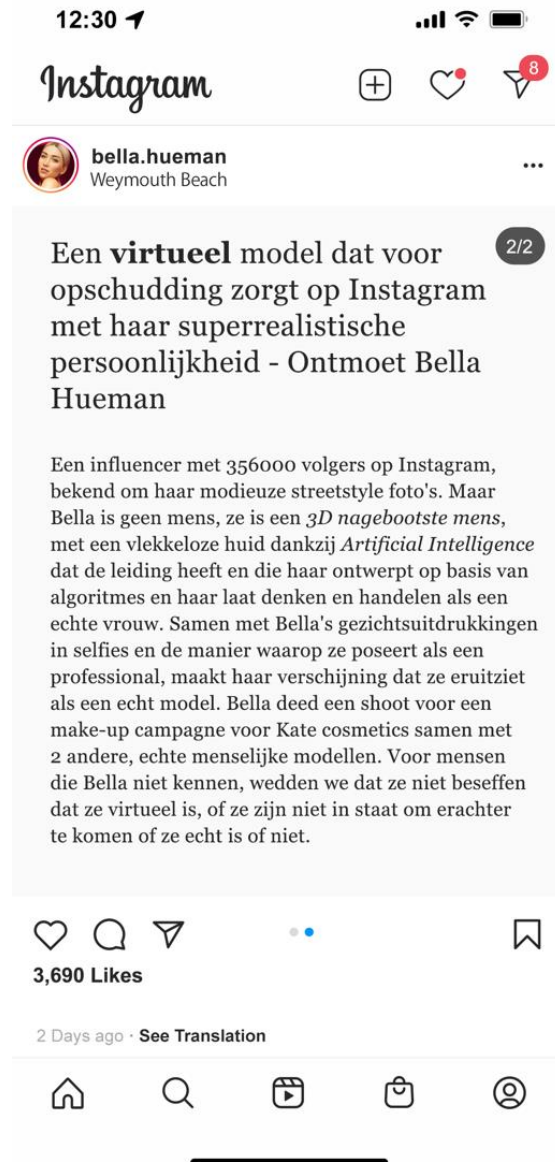 12:30
Instagram
8
bella.hueman
Weymouth Beach
2/2
Een virtueel model dat voor
opschudding zorgt op Instagram
met haar superrealistische
persoonlijkheid - Ontmoet Bella
Hueman
Een influencer met 356000 volgers op Instagram,
bekend om haar modieuze streetstyle foto's. Maar
Bella is geen mens, ze is een 3D nagebootste mens,
met een vlekkeloze huid dankzij Artificial Intelligence
dat de leiding heeft en die haar ontwerpt op basis van
algoritmes en haar laat denken en handelen als een
echte vrouw. Samen met Bella's gezichtsuitdrukkingen
in selfies en de manier waarop ze poseert als een
professional, maakt haar verschijning dat ze eruitziet
als een echt model. Bella deed een shoot voor een
make-up campagne voor Kate cosmetics samen met
2 andere, echte menselijke modellen. Voor mensen
die Bella niet kennen, wedden we dat ze niet beseffen
dat ze virtueel is, of ze zijn niet in staat om erachter
te komen of ze echt is of niet.
3,690 Likes
2 Days ago · See Translation